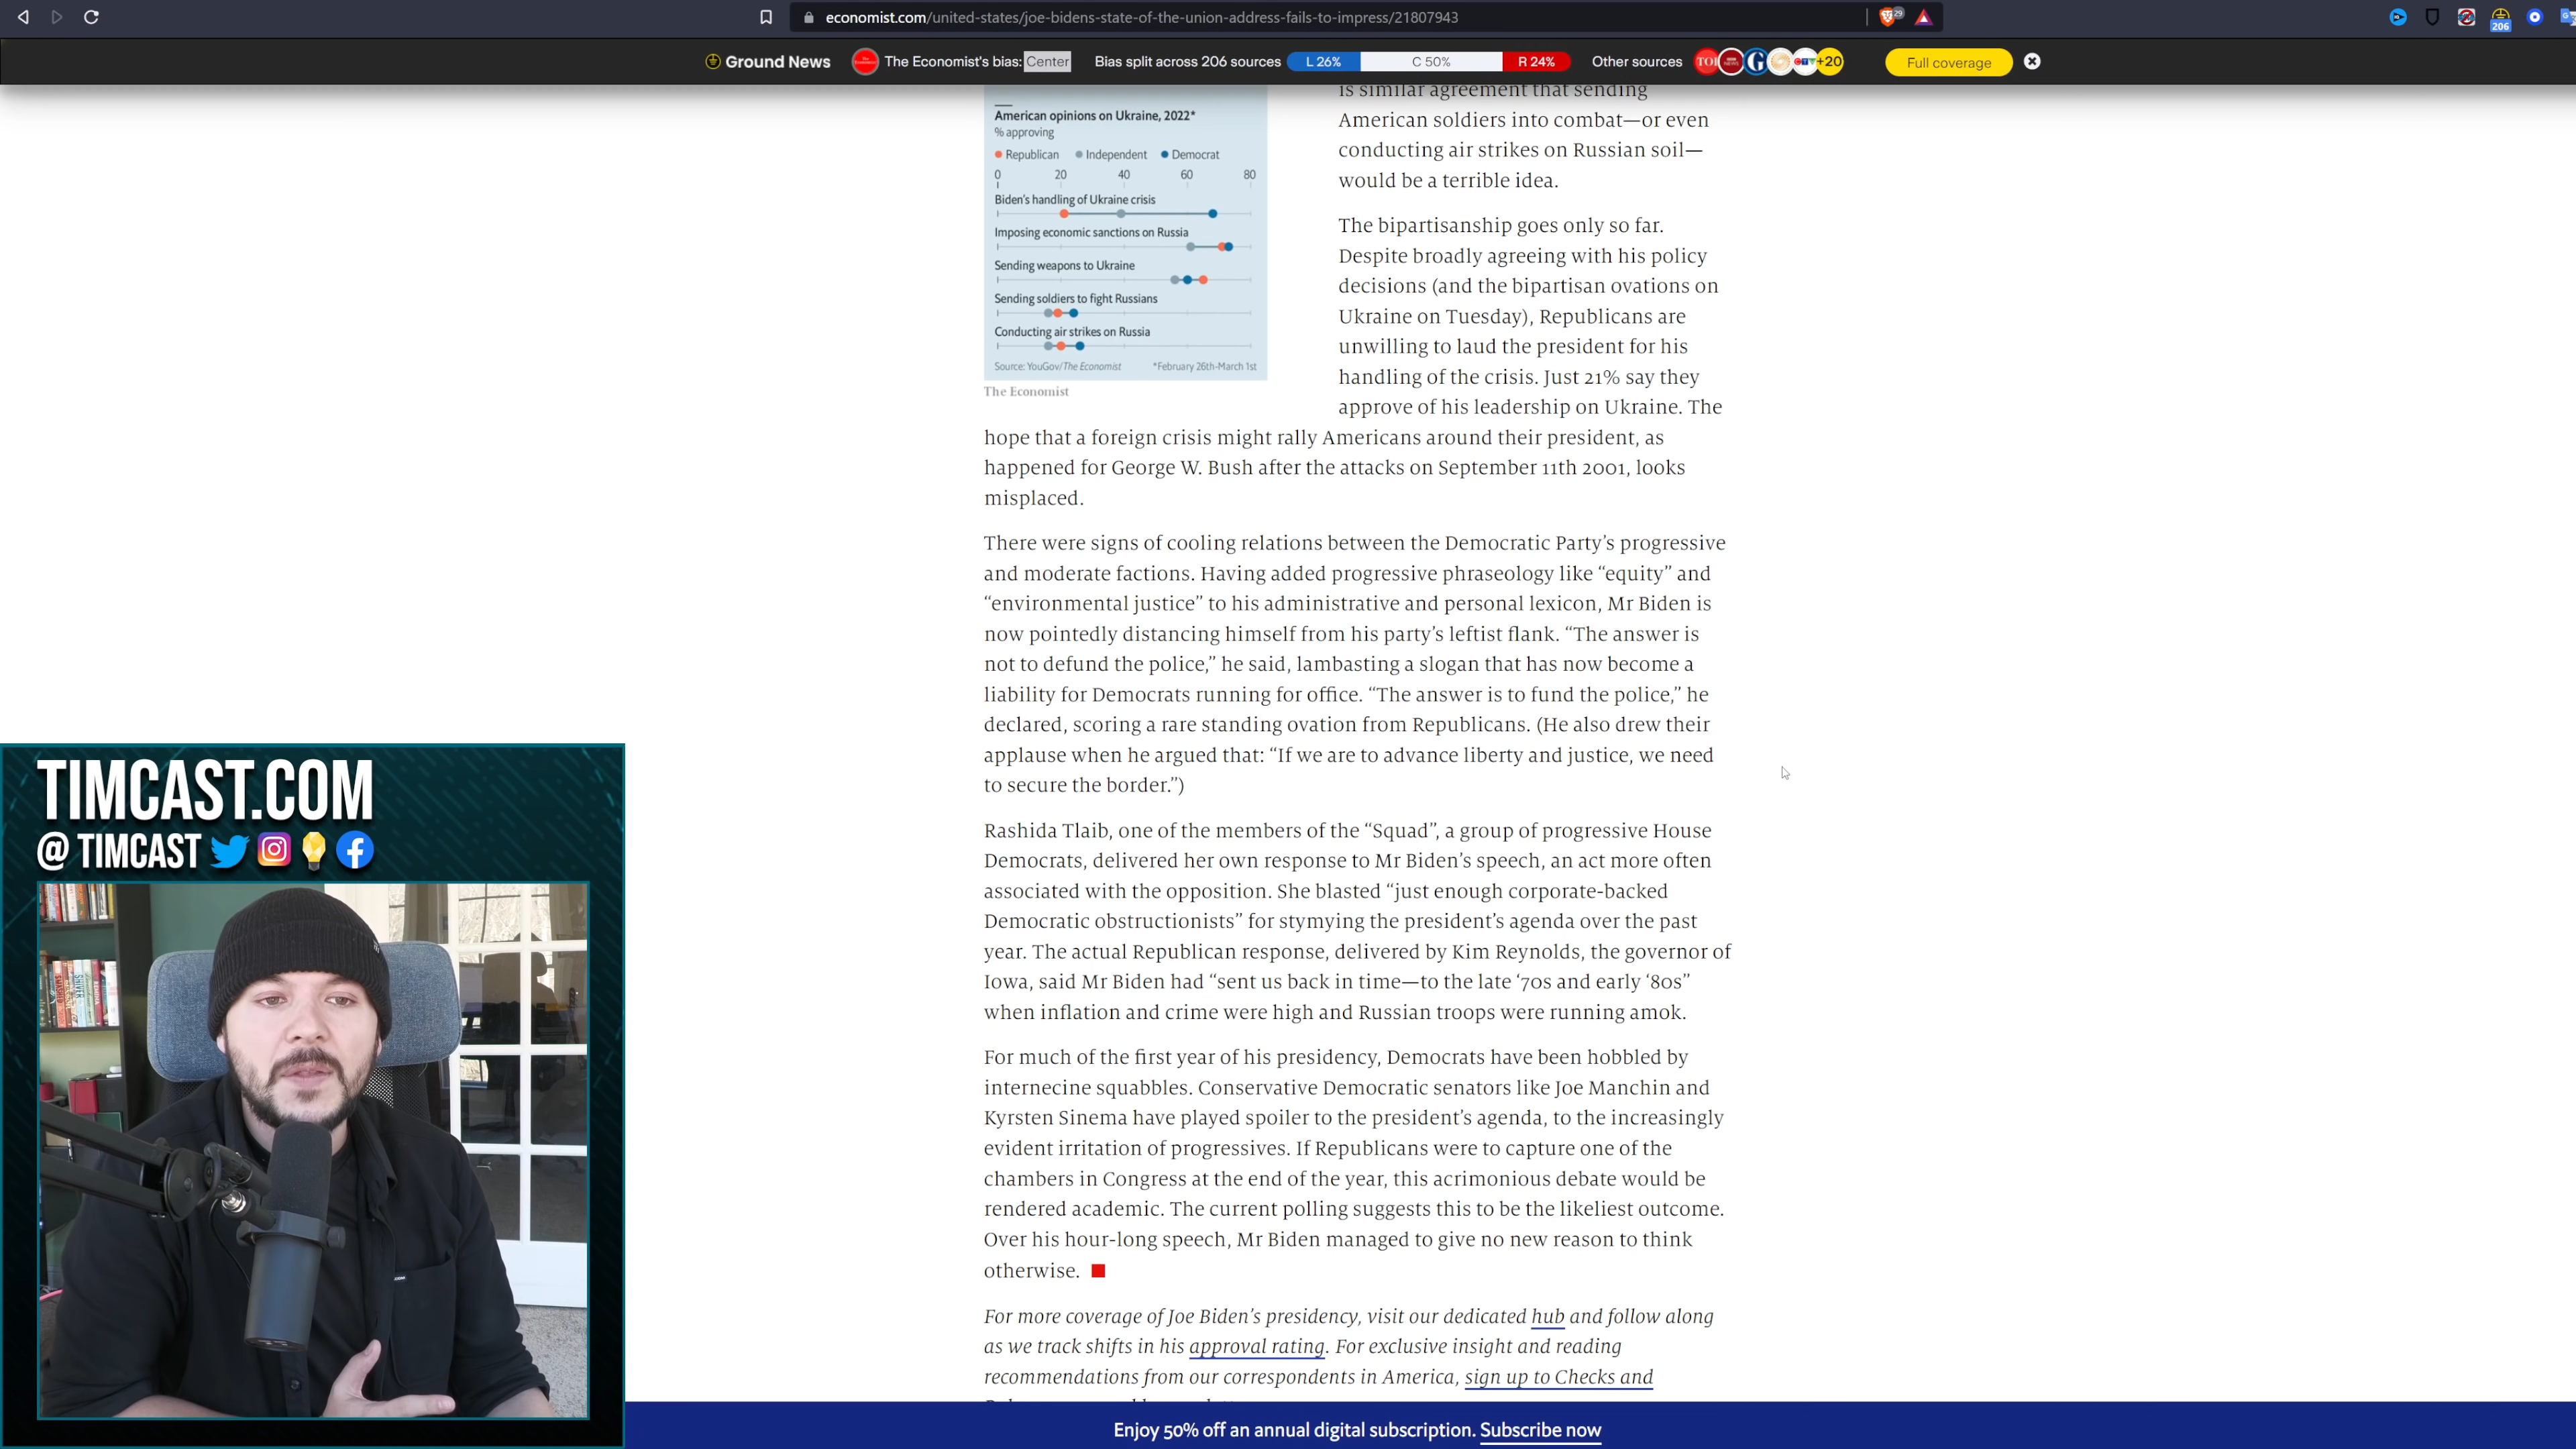 economist.com/united-states/joe-bidens-state-of-the-union-address-fails-to-impress/21807943
29
206
Ground News
The Economist's bias: Center
Bias split across 206 sources
L 26%
C 50%
R 24%
Other sources
TOI
G
CTV
+20
Full coverage
American opinions on Ukraine, 2022*
% approving
Republican
Independent
Democrat
0 20 40 60 80
Biden's handling of Ukraine crisis
Imposing economic sanctions on Russia
Sending weapons to Ukraine
Sending soldiers to fight Russians
Conducting air strikes on Russia
Source: YouGov/The Economist
*February 26th-March 1st
The Economist
is similar agreement that sending
American soldiers into combat—or even
conducting air strikes on Russian soil—
would be a terrible idea.
The bipartisanship goes only so far.
Despite broadly agreeing with his policy
decisions (and the bipartisan ovations on
Ukraine on Tuesday), Republicans are
unwilling to laud the president for his
handling of the crisis. Just 21% say they
approve of his leadership on Ukraine. The
hope that a foreign crisis might rally Americans around their president, as
happened for George W. Bush after the attacks on September 11th 2001, looks
misplaced.
There were signs of cooling relations between the Democratic Party's progressive
and moderate factions. Having added progressive phraseology like “equity” and
“environmental justice” to his administrative and personal lexicon, Mr Biden is
now pointedly distancing himself from his party's leftist flank. “The answer is
not to defund the police,” he said, lambasting a slogan that has now become a
liability for Democrats running for office. “The answer is to fund the police,” he
declared, scoring a rare standing ovation from Republicans. (He also drew their
applause when he argued that: “If we are to advance liberty and justice, we need
to secure the border.”)
Rashida Tlaib, one of the members of the “Squad”, a group of progressive House
Democrats, delivered her own response to Mr Biden's speech, an act more often
associated with the opposition. She blasted “just enough corporate-backed
Democratic obstructionists” for stymying the president's agenda over the past
year. The actual Republican response, delivered by Kim Reynolds, the governor of
Iowa, said Mr Biden had “sent us back in time—to the late ‘70s and early ‘80s”
when inflation and crime were high and Russian troops were running amok.
For much of the first year of his presidency, Democrats have been hobbled by
internecine squabbles. Conservative Democratic senators like Joe Manchin and
Kyrsten Sinema have played spoiler to the president's agenda, to the increasingly
evident irritation of progressives. If Republicans were to capture one of the
chambers in Congress at the end of the year, this acrimonious debate would be
rendered academic. The current polling suggests this to be the likeliest outcome.
Over his hour-long speech, Mr Biden managed to give no new reason to think
otherwise.
For more coverage of Joe Biden's presidency, visit our dedicated hub and follow along
as we track shifts in his approval rating. For exclusive insight and reading
recommendations from our correspondents in America, sign up to Checks and
TIMCAST.COM
@ TIMCAST
Enjoy 50% off an annual digital subscription. Subscribe now